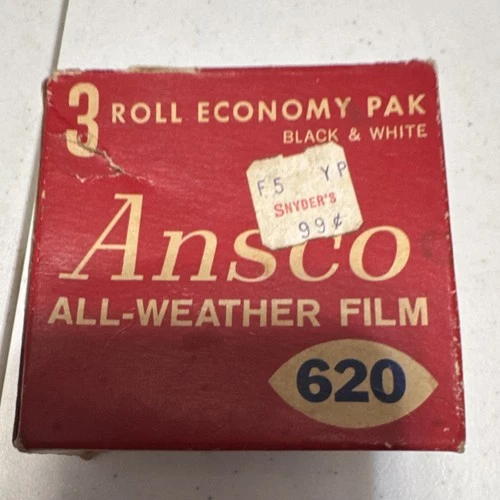 3 ROLL ECONOMY PAK
BLACK & WHITE
F5 YP
SNYDER'S
99¢
Ansco
ALL-WEATHER FILM
620